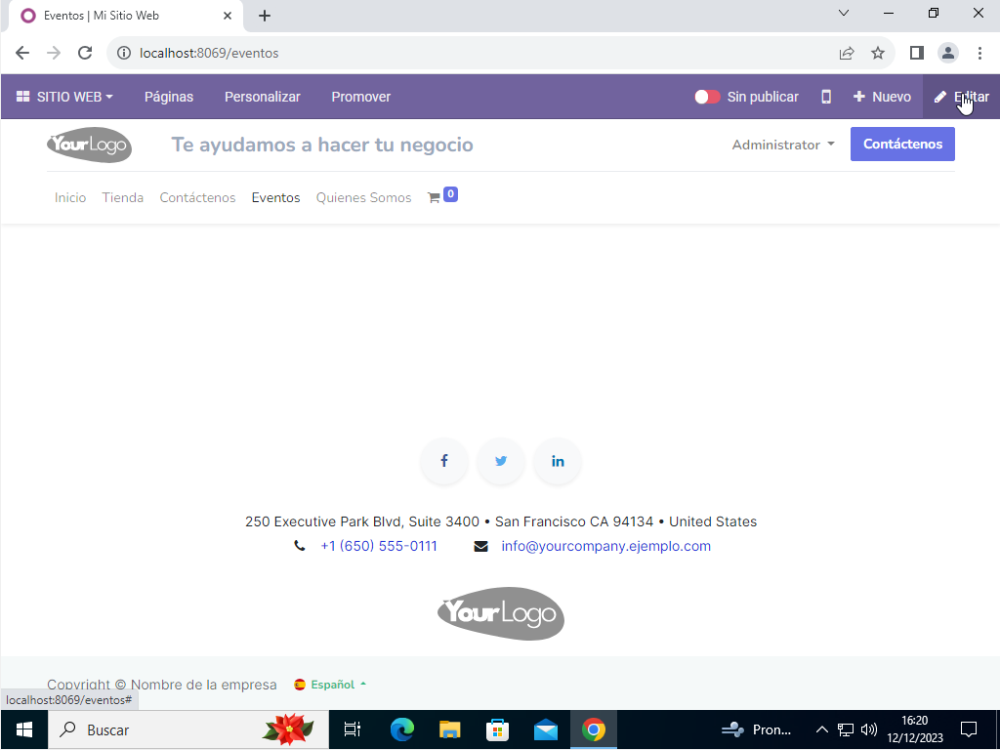 Eventos | Mi Sitio Web
localhost:8069/eventos
SITIO WEB Páginas Personalizar Promover Sin publicar Nuevo Editar
YourLogo Te ayudamos a hacer tu negocio Administrator Contáctenos
Inicio Tienda Contáctenos Eventos Quienes Somos 0
250 Executive Park Blvd, Suite 3400 • San Francisco CA 94134 • United States
+1 (650) 555-0111 info@yourcompany.ejemplo.com
YourLogo
Copyright © Nombre de la empresa Español
localhost:8069/eventos#
Buscar Pron... 16:20
12/12/2023